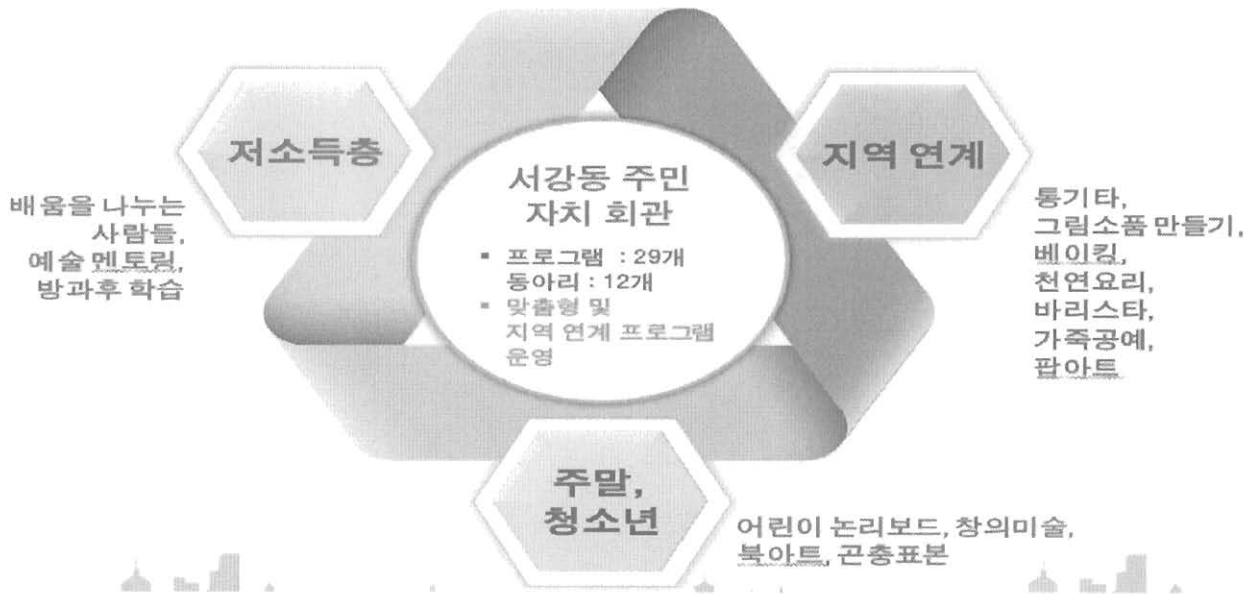 저소득층
배움을 나누는
사람들,
예술 멘토링,
방과후 학습
서강동 주민
자치 회관
▪ 프로그램 : 29개
동아리 : 12개
▪ 맞춤형 및
지역 연계 프로그램
운영
지역 연계
통기타,
그림소품 만들기,
베이킹,
천연요리,
바리스타,
가죽공예,
팝아트
주말,
청소년
어린이 논리보드, 창의미술,
북아트, 곤충표본